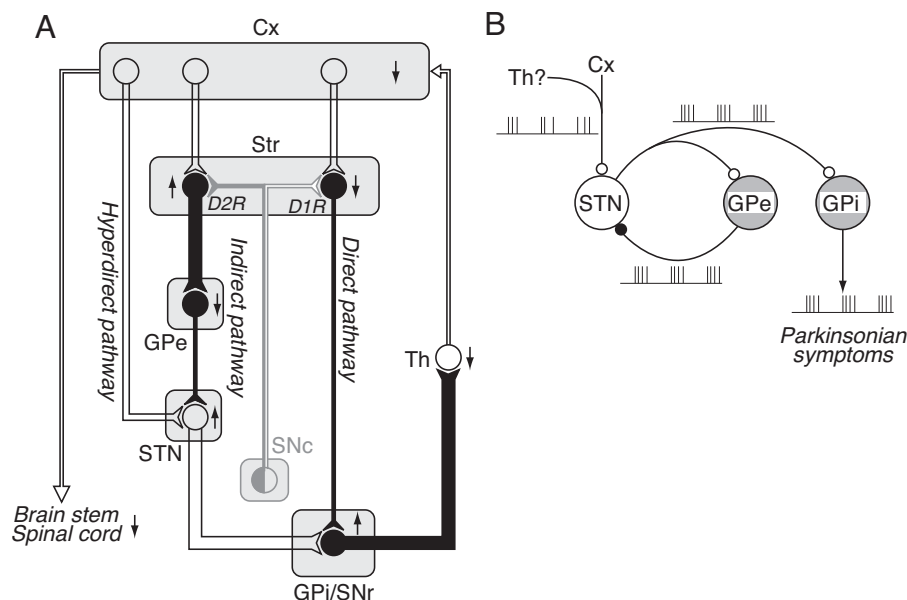 A
Cx
Str
D2R
D1R
Hyperdirect pathway
Indirect pathway
Direct pathway
GPe
Th
STN
SNc
Brain stem
Spinal cord
GPi/SNr
B
Th?
Cx
STN
GPe
GPi
Parkinsonian
symptoms